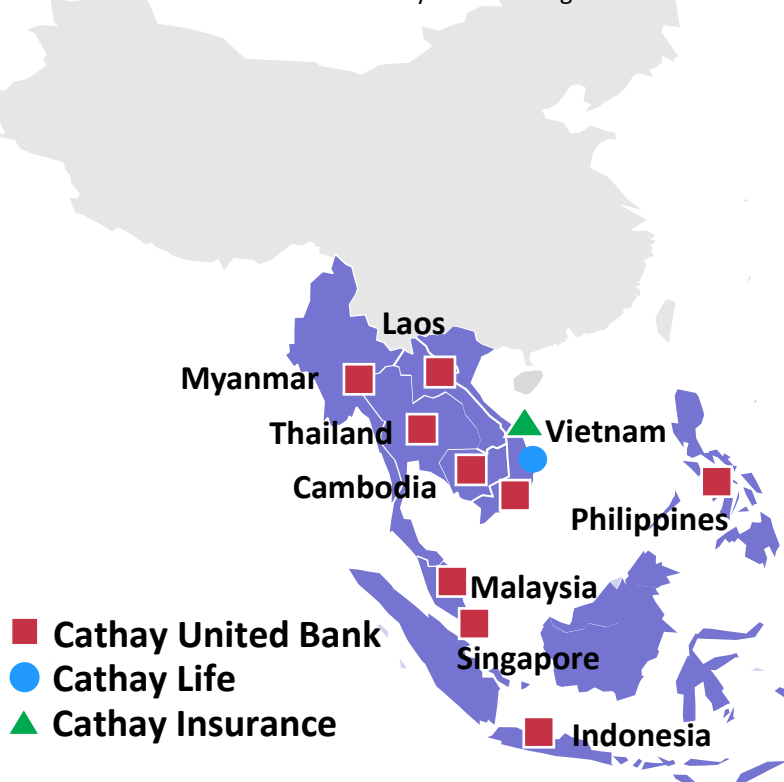 Laos
Myanmar
Thailand
Vietnam
Cambodia
Philippines
Malaysia
Cathay United Bank
Singapore
Cathay Life
Cathay Insurance
Indonesia